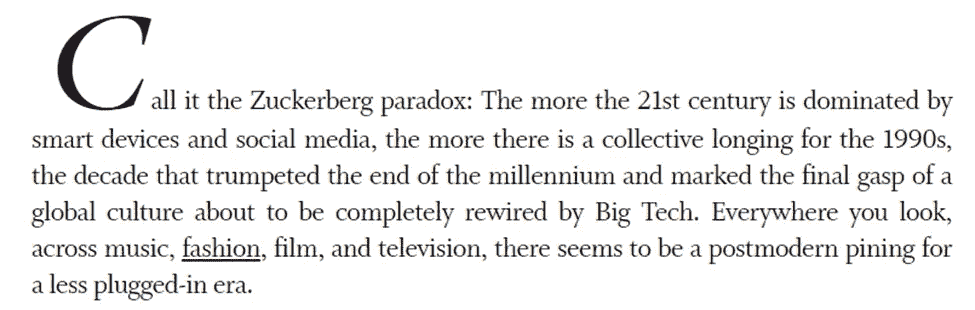 Call it the Zuckerberg paradox: The more the 21st century is dominated by
smart devices and social media, the more there is a collective longing for the 1990s,
the decade that trumpeted the end of the millennium and marked the final gasp of a
global culture about to be completely rewired by Big Tech. Everywhere you look,
across music, fashion, film, and television, there seems to be a postmodern pining for
a less plugged-in era.